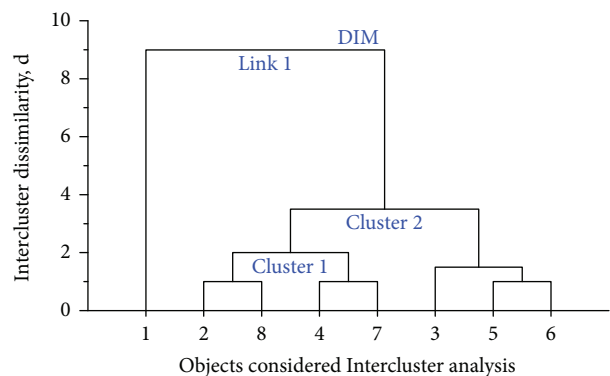 10
DIM
Link 1
8
6
4
Cluster 2
2
Cluster 1
0
1 2 8 4 7 3 5 6
Intercluster dissimilarity, d
Objects considered Intercluster analysis